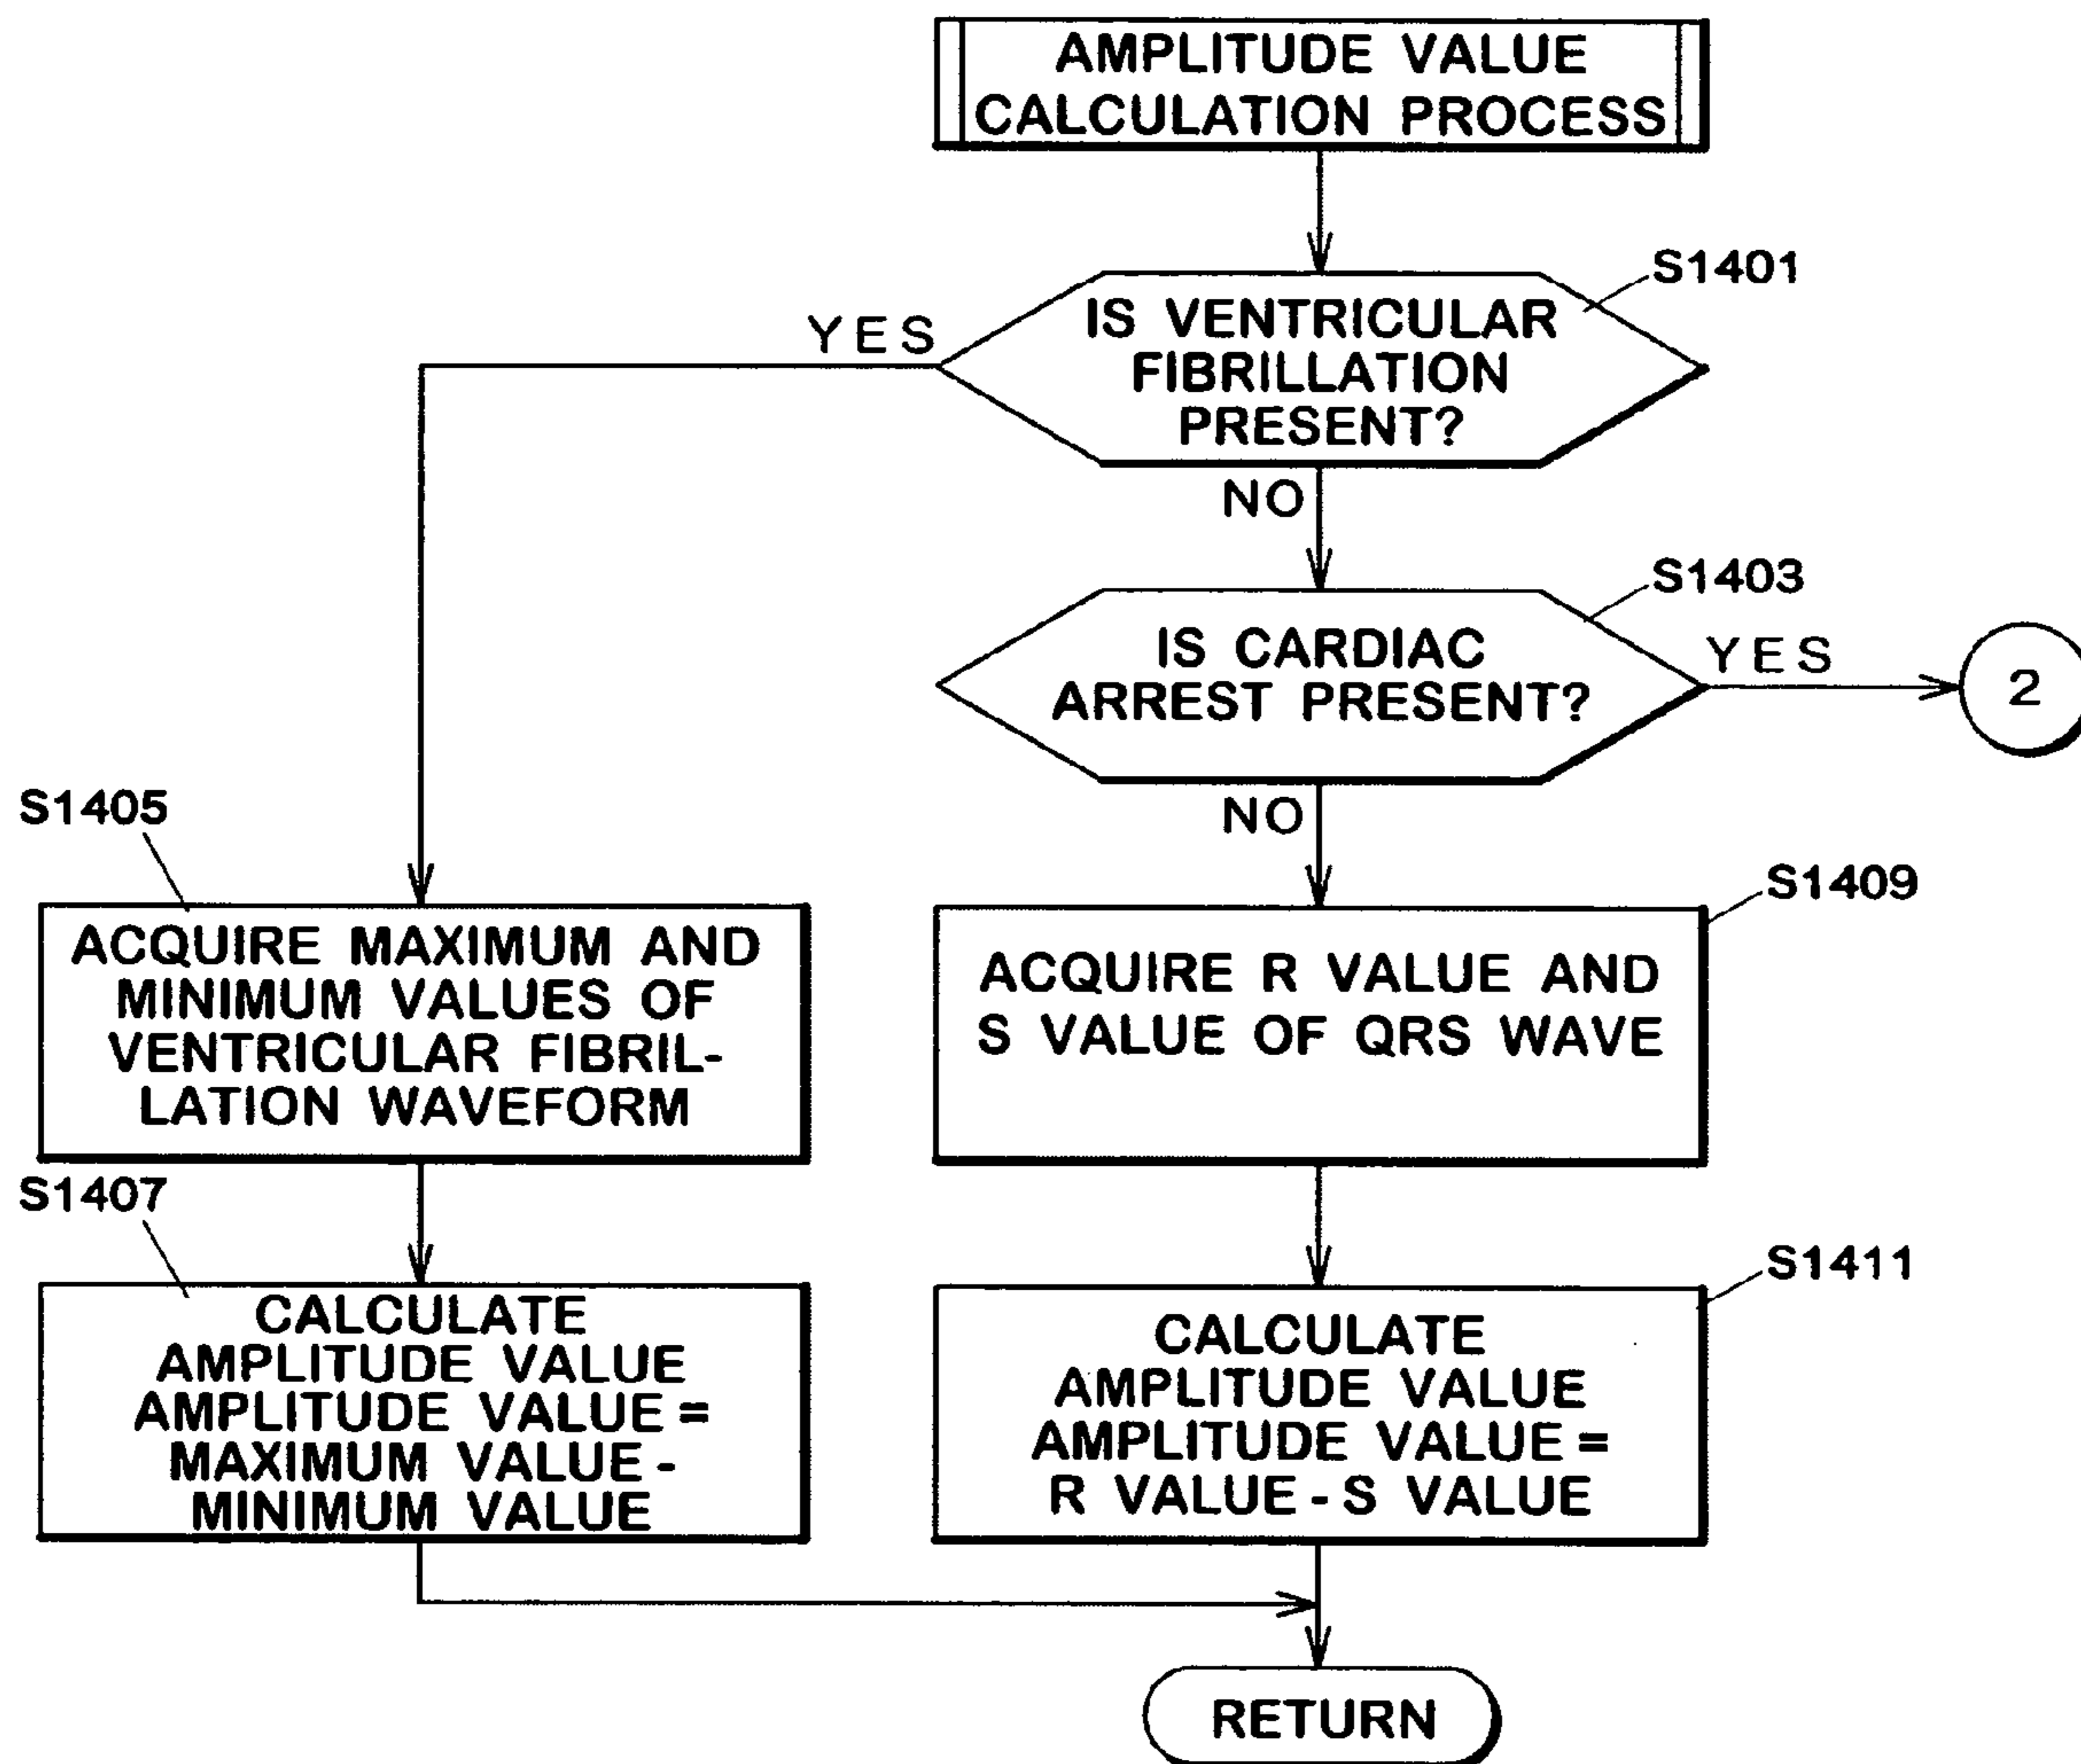 AMPLITUDE VALUE
CALCULATION PROCESS
S1401
YES
IS VENTRICULAR
FIBRILLATION
PRESENT?
NO
S1403
IS CARDIAC
ARREST PRESENT?
YES
2
NO
S1405
ACQUIRE MAXIMUM AND
MINIMUM VALUES OF
VENTRICULAR FIBRIL-
LATION WAVEFORM
S1409
ACQUIRE R VALUE AND
S VALUE OF QRS WAVE
S1407
CALCULATE
AMPLITUDE VALUE
AMPLITUDE VALUE =
MAXIMUM VALUE -
MINIMUM VALUE
S1411
CALCULATE
AMPLITUDE VALUE
AMPLITUDE VALUE =
R VALUE - S VALUE
RETURN